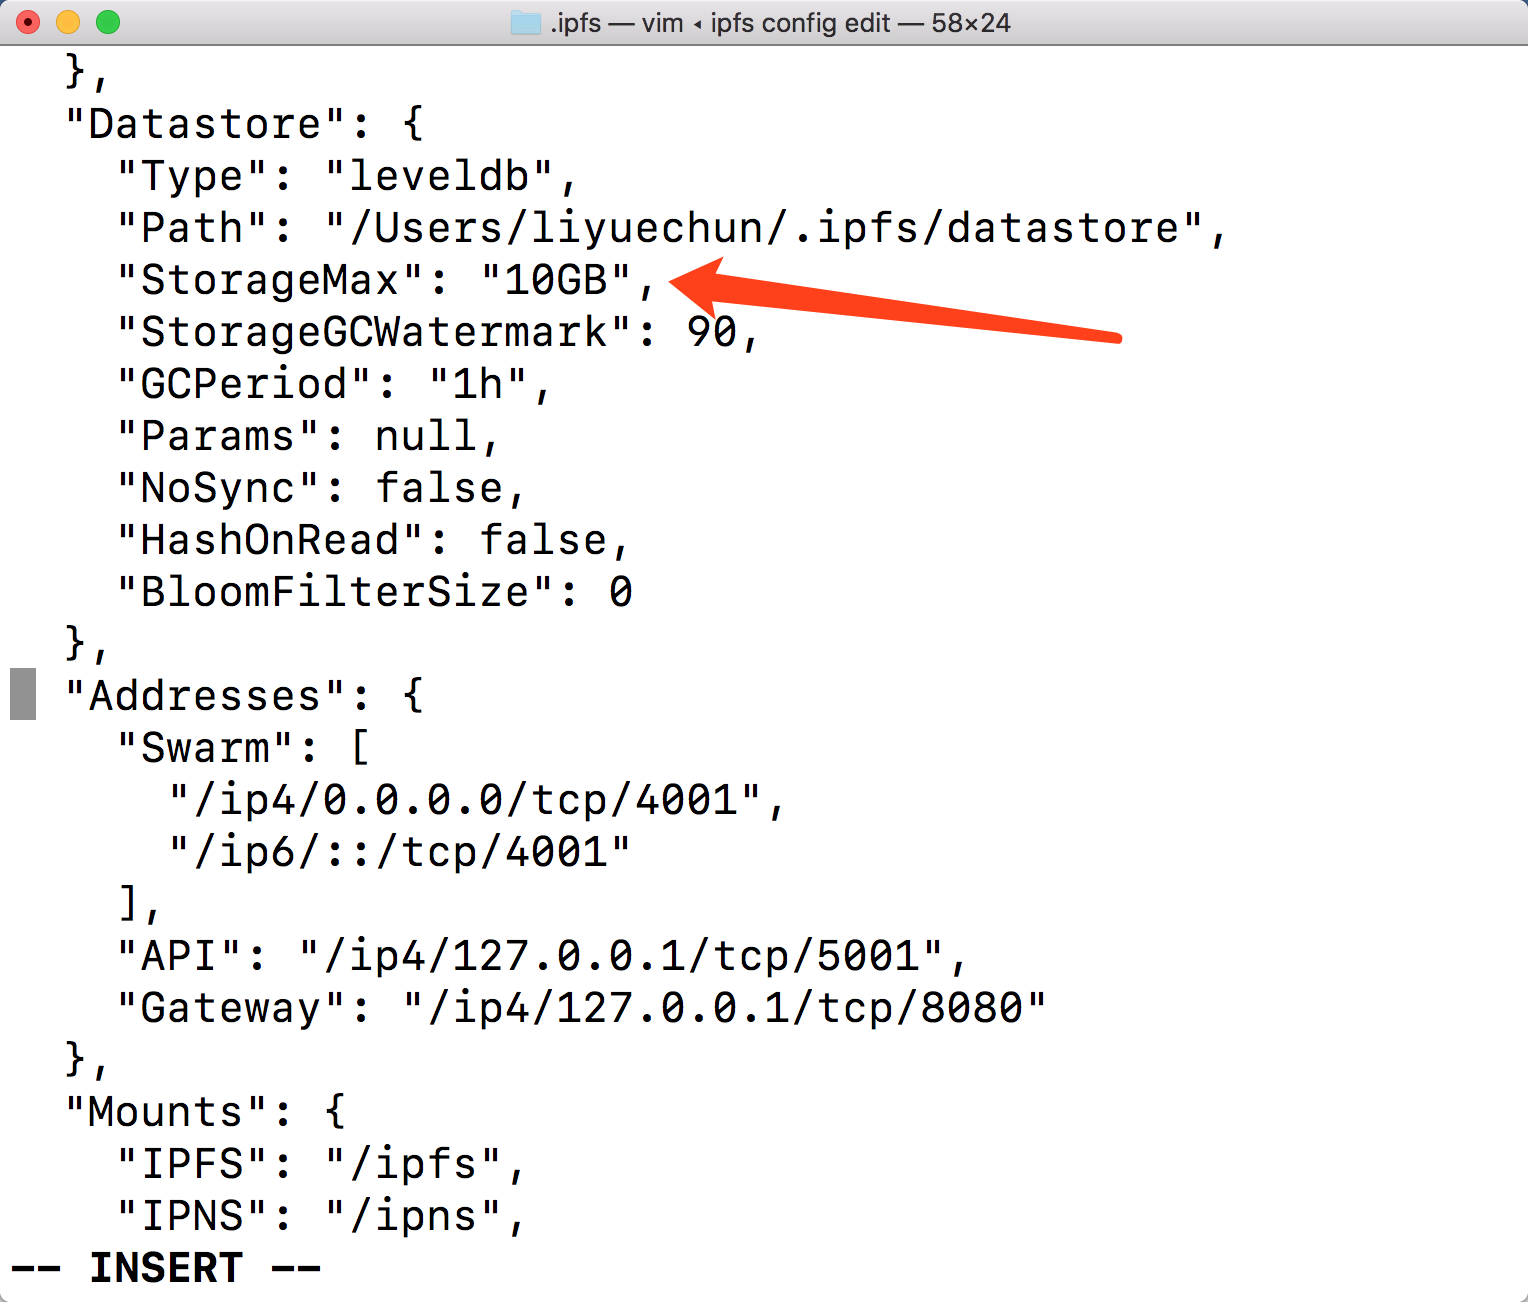 .ipfs — vim ◂ ipfs config edit — 58×24
},
"Datastore": {
"Type": "leveldb",
"Path": "/Users/liyuechun/.ipfs/datastore",
"StorageMax": "10GB",
"StorageGCWatermark": 90,
"GCPeriod": "1h",
"Params": null,
"NoSync": false,
"HashOnRead": false,
"BloomFilterSize": 0
},
"Addresses": {
"Swarm": [
"/ip4/0.0.0.0/tcp/4001",
"/ip6/::/tcp/4001"
],
"API": "/ip4/127.0.0.1/tcp/5001",
"Gateway": "/ip4/127.0.0.1/tcp/8080"
},
"Mounts": {
"IPFS": "/ipfs",
"IPNS": "/ipns",
-- INSERT --